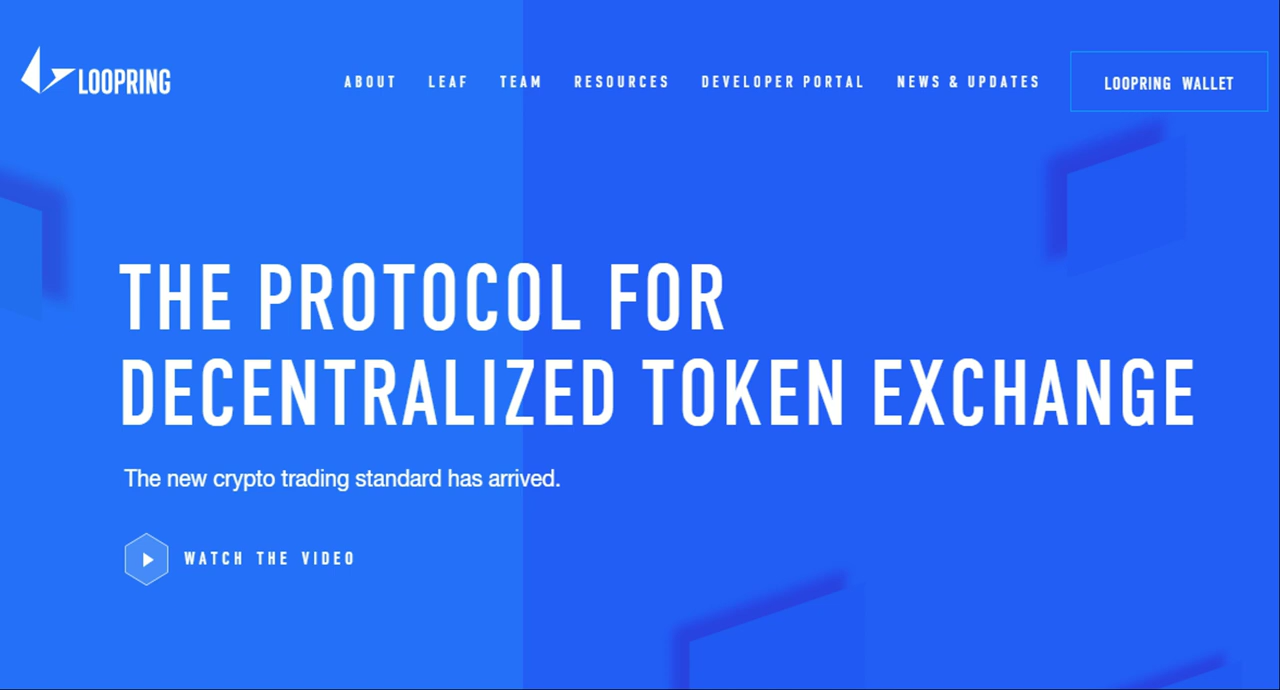 LOOPRING
ABOUT LEAF TEAM RESOURCES DEVELOPER PORTAL NEWS & UPDATES
LOOPRING WALLET
THE PROTOCOL FOR
DECENTRALIZED TOKEN EXCHANGE
The new crypto trading standard has arrived.
WATCH THE VIDEO